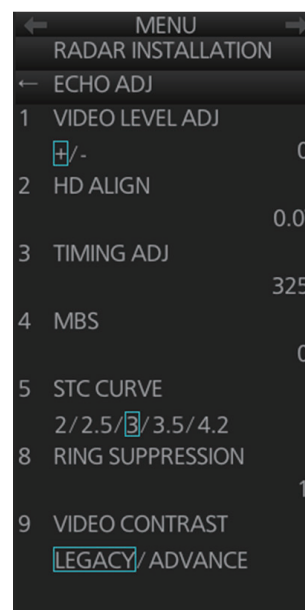 MENU
RADAR INSTALLATION
← ECHO ADJ
1 VIDEO LEVEL ADJ
+/- 0
2 HD ALIGN
0.0
3 TIMING ADJ
325
4 MBS
0
5 STC CURVE
2/2.5/3/3.5/4.2
8 RING SUPPRESSION
1
9 VIDEO CONTRAST
LEGACY/ADVANCE